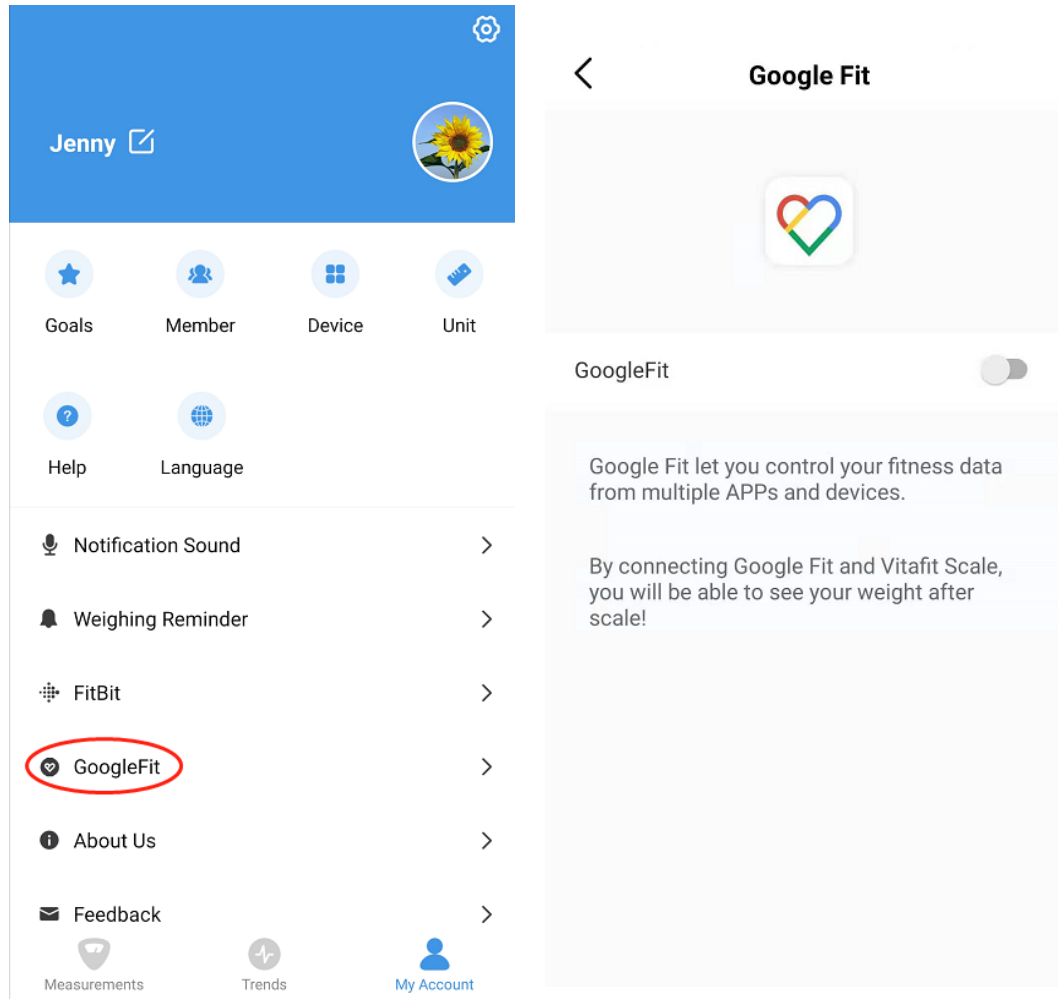 Jenny
Goals
Member
Device
Unit
Help
Language
Notification Sound
Weighing Reminder
FitBit
GoogleFit
About Us
Feedback
Measurements
Trends
My Account
Google Fit
GoogleFit
Google Fit let you control your fitness data
from multiple APPs and devices.
By connecting Google Fit and Vitafit Scale,
you will be able to see your weight after
scale!